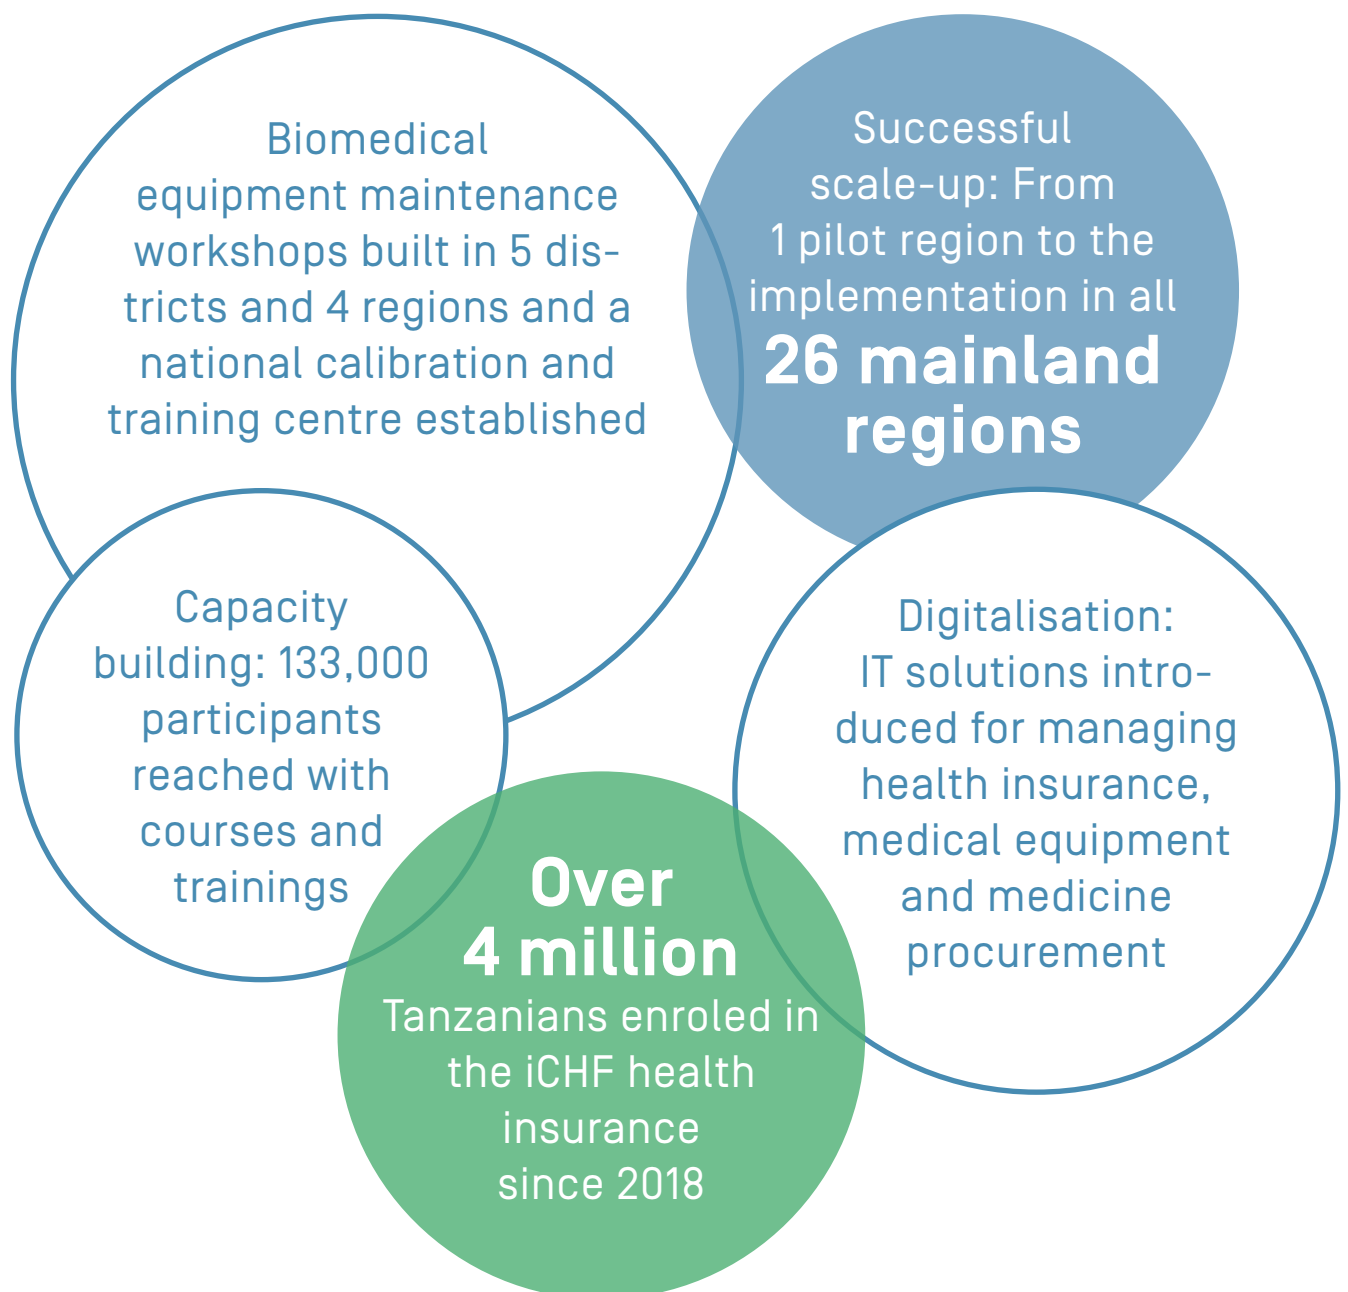 Biomedical
equipment maintenance
workshops built in 5 dis-
tricts and 4 regions and a
national calibration and
training centre established
Successful
scale-up: From
1 pilot region to the
implementation in all
26 mainland
regions
Capacity
building: 133,000
participants
reached with
courses and
trainings
Digitalisation:
IT solutions intro-
duced for managing
health insurance,
medical equipment
and medicine
procurement
Over
4 million
Tanzanians enroled in
the iCHF health
insurance
since 2018